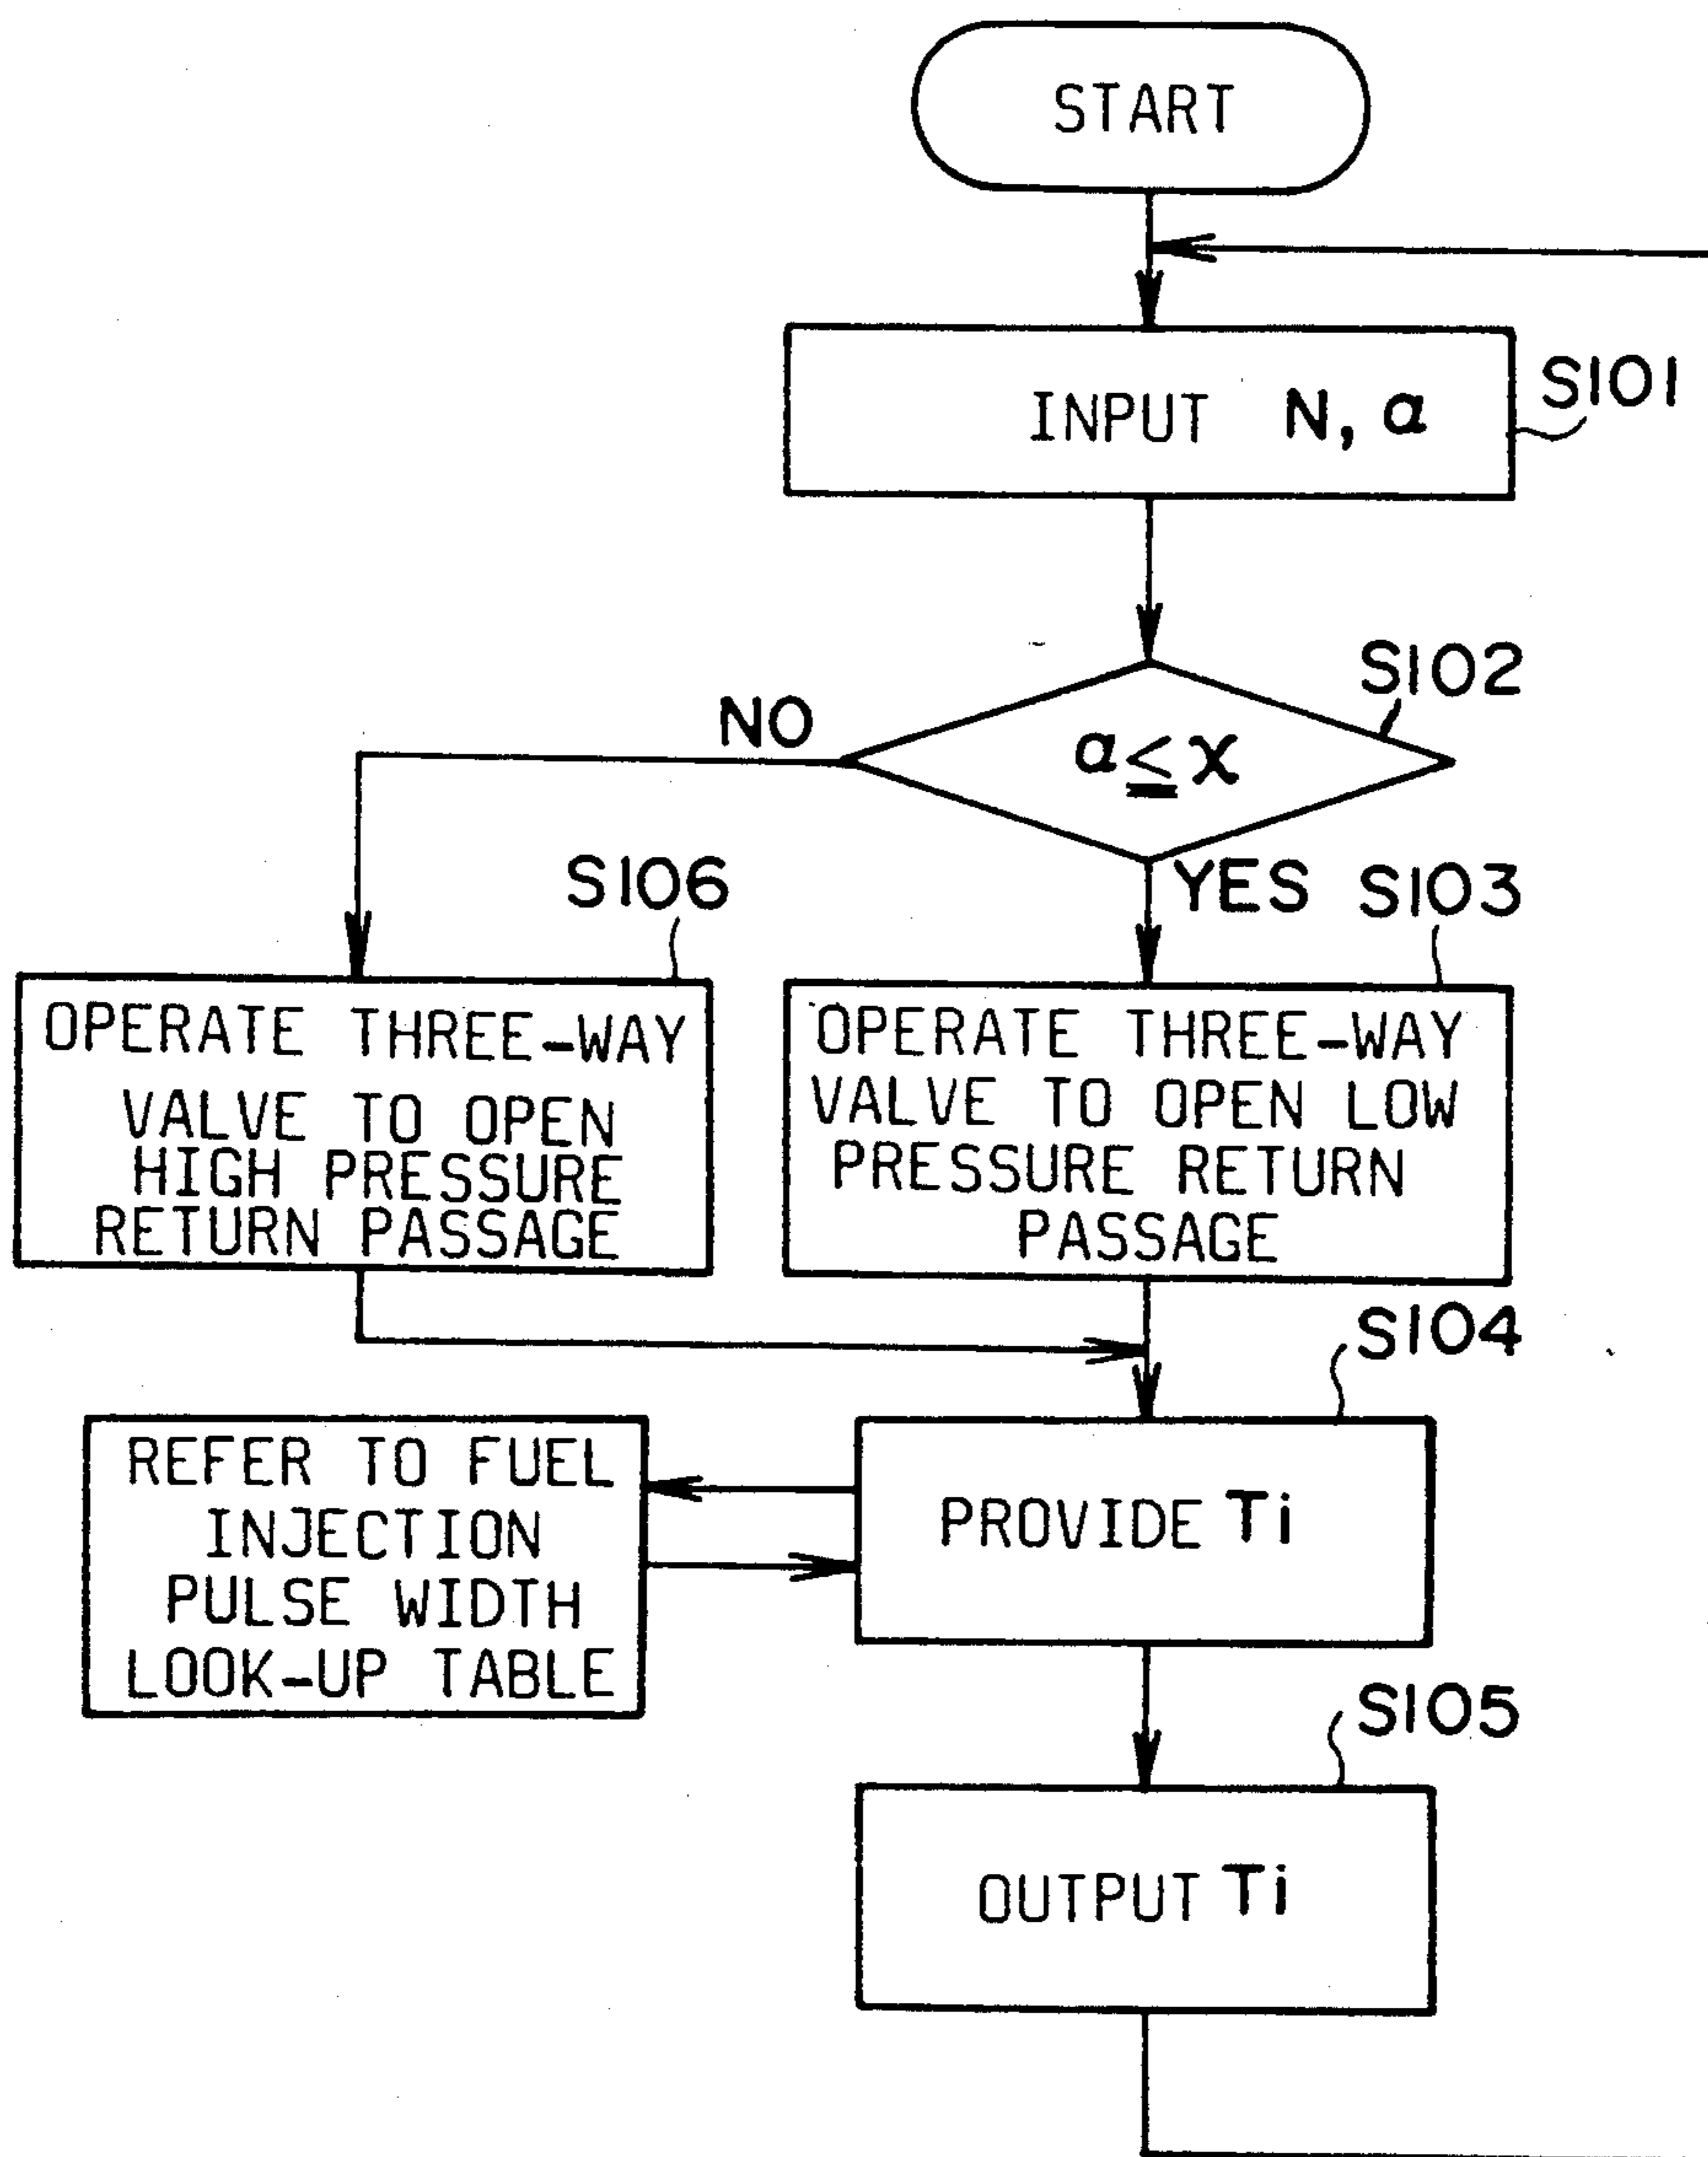 START
INPUT N, α
S101
S102
NO
α ≤ x
YES
S106
S103
OPERATE THREE-WAY
VALVE TO OPEN
HIGH PRESSURE
RETURN PASSAGE
OPERATE THREE-WAY
VALVE TO OPEN LOW
PRESSURE RETURN
PASSAGE
S104
REFER TO FUEL
INJECTION
PULSE WIDTH
LOOK-UP TABLE
PROVIDE Ti
S105
OUTPUT Ti